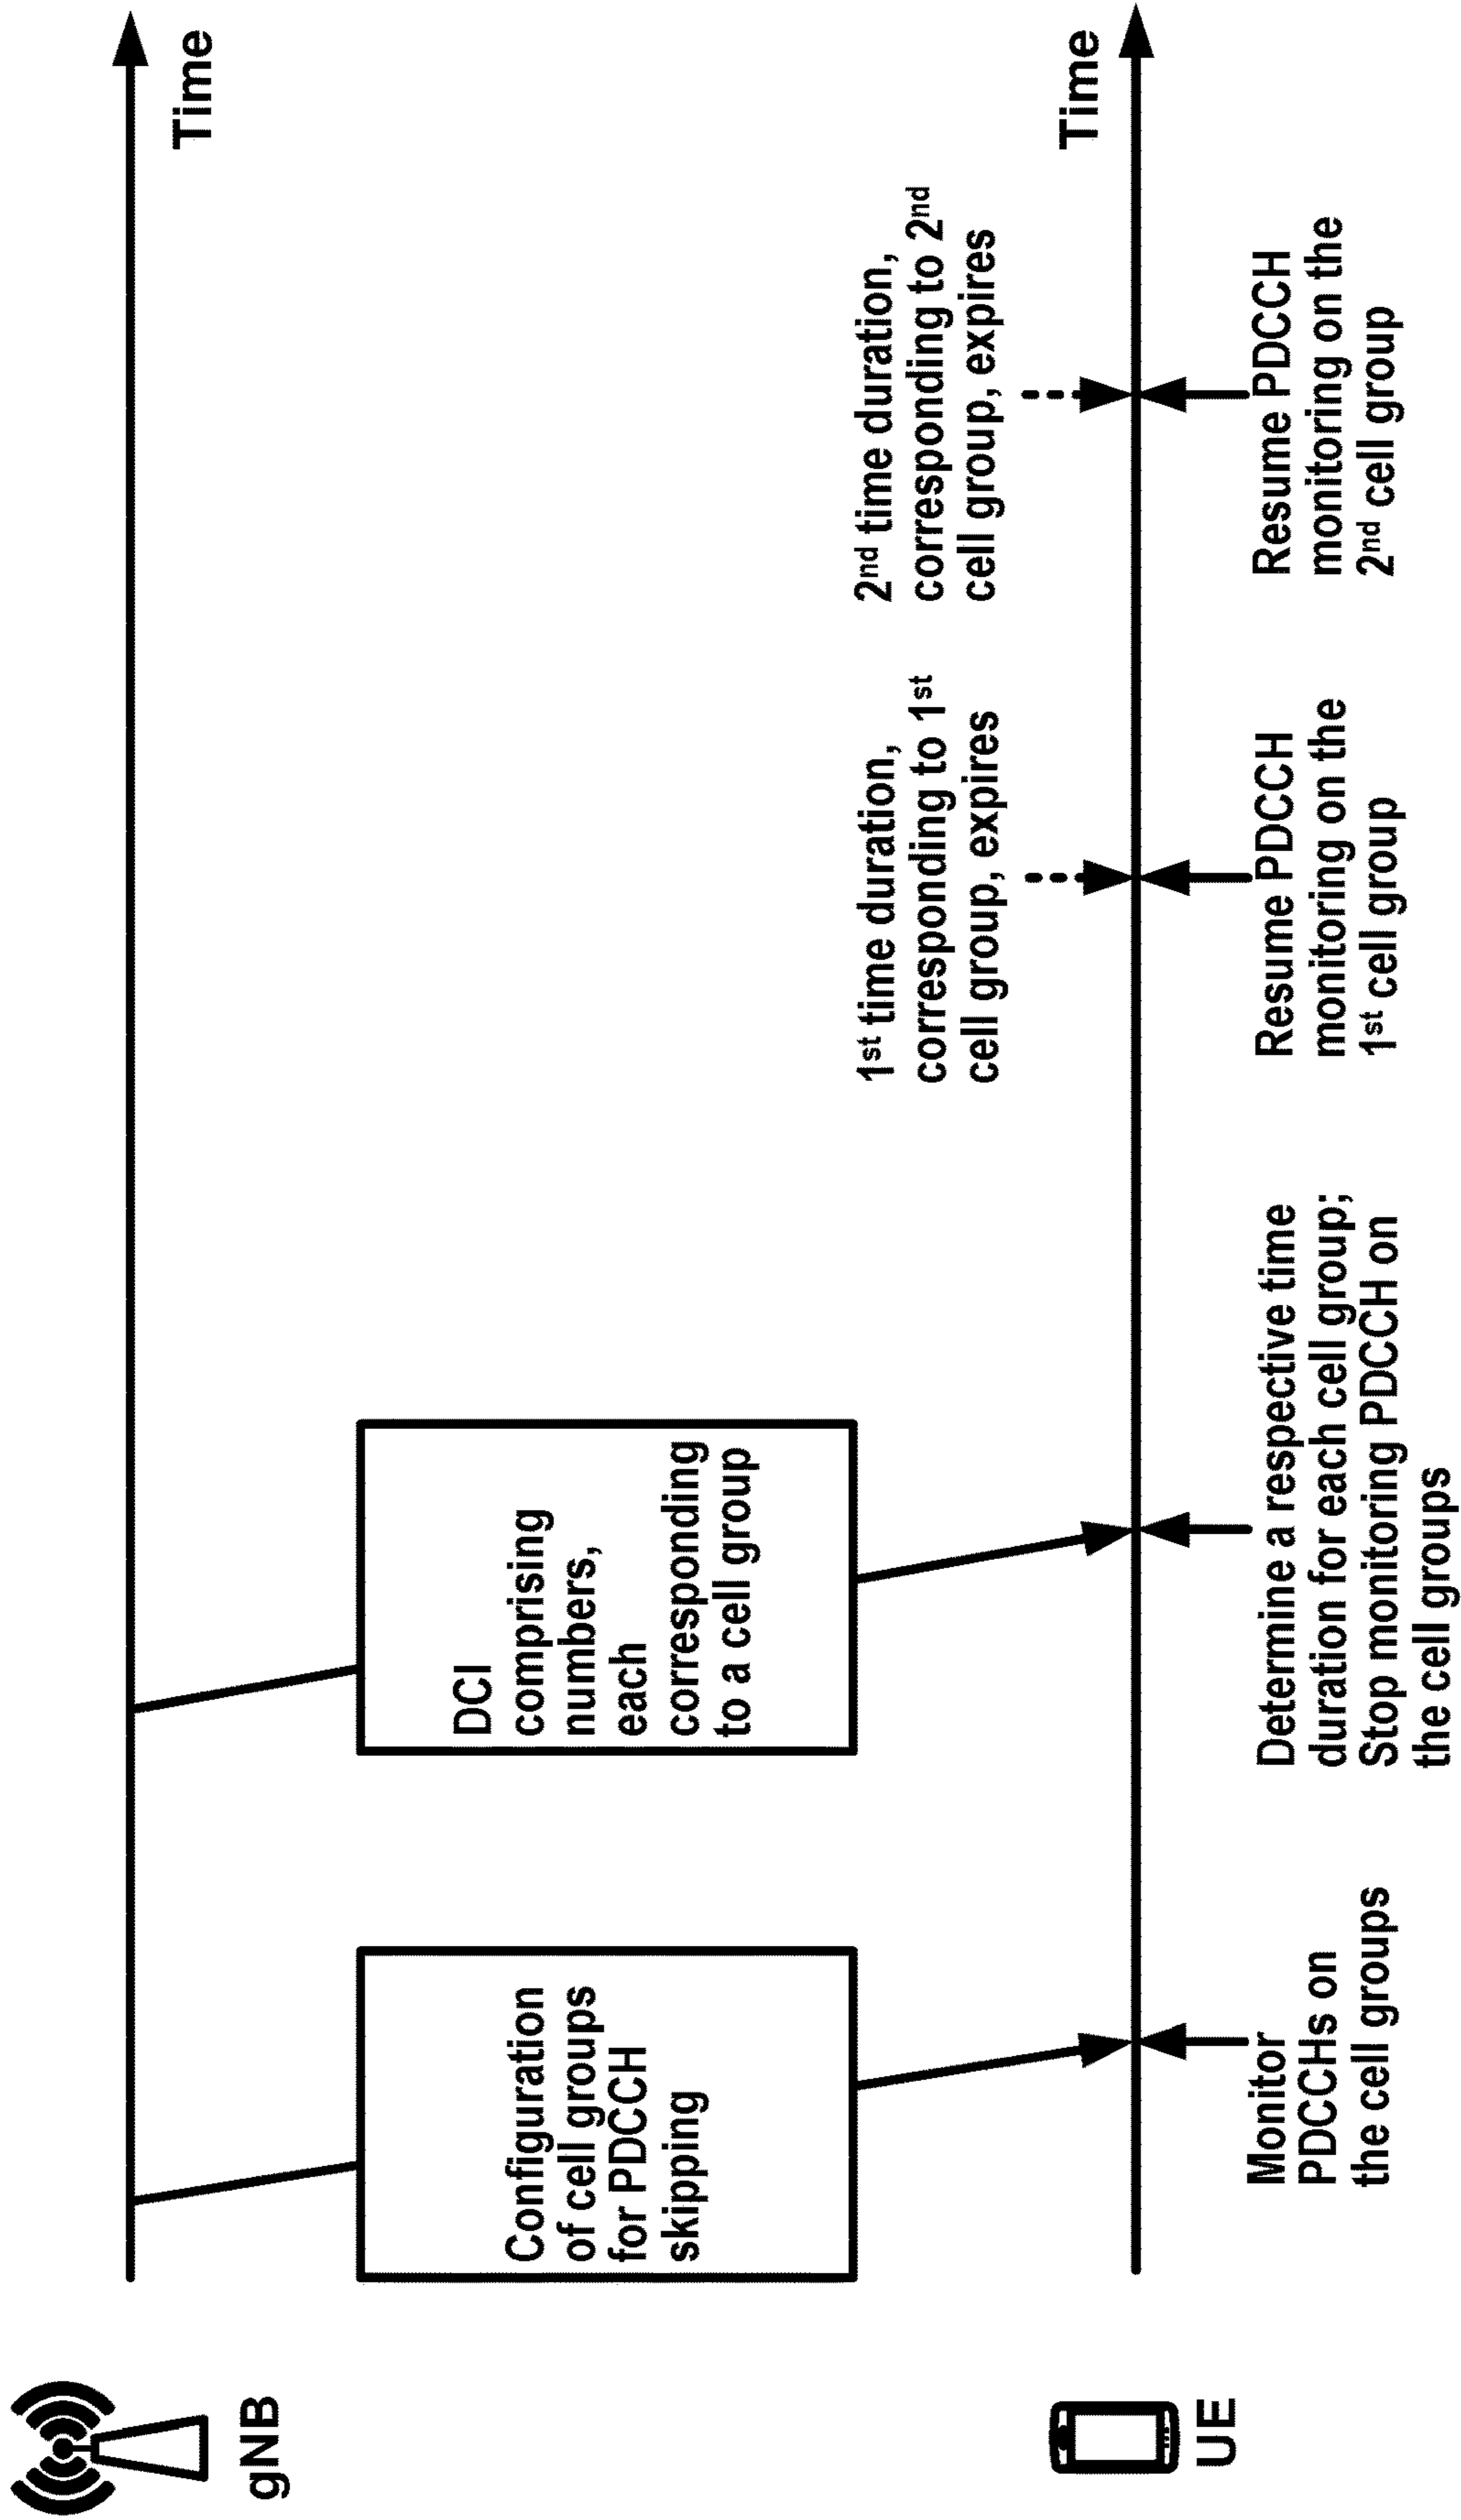 gNB
Time
Configuration
of cell groups
for PDCCH
skipping
DCI
comprising
numbers,
each
corresponding
to a cell group
1st time duration,
corresponding to 1st
cell group, expires
2nd time duration,
corresponding to 2nd
cell group, expires
UE
Time
Monitor
PDCCHs on
the cell groups
Determine a respective time
duration for each cell group;
Stop monitoring PDCCH on
the cell groups
Resume PDCCH
monitoring on the
1st cell group
Resume PDCCH
monitoring on the
2nd cell group